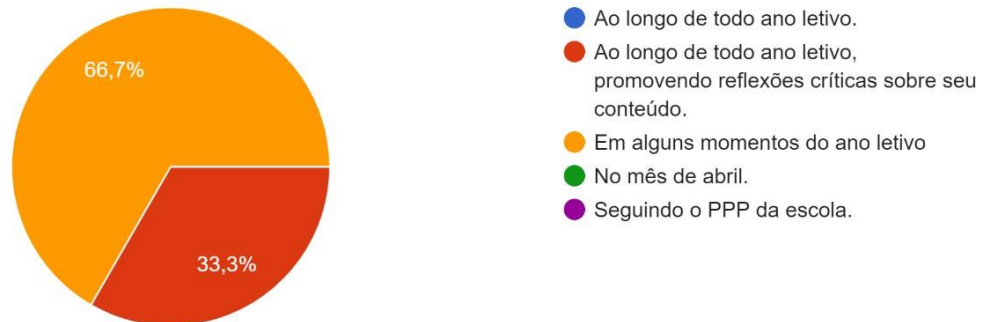 66,7%
33,3%
Ao longo de todo ano letivo.
Ao longo de todo ano letivo,
promovendo reflexões críticas sobre seu
conteúdo.
Em alguns momentos do ano letivo
No mês de abril.
Seguindo o PPP da escola.